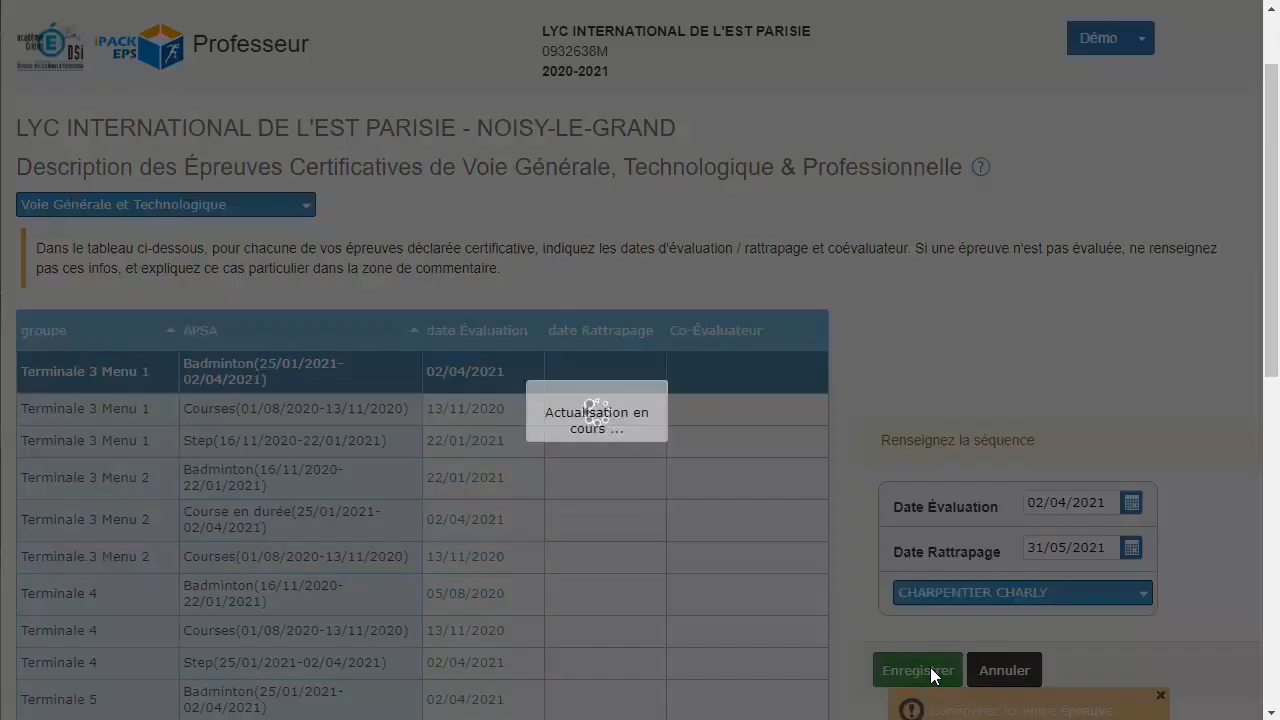 iPACK
EPS
Professeur
LYC INTERNATIONAL DE L'EST PARISIE
0932638M
2020-2021
Démo
LYC INTERNATIONAL DE L'EST PARISIE - NOISY-LE-GRAND
Description des Épreuves Certificatives de Voie Générale, Technologique & Professionnelle ?
Voie Générale et Technologique
Dans le tableau ci-dessous, pour chacune de vos épreuves déclarée certificative, indiquez les dates d'évaluation / rattrapage et coévaluateur. Si une épreuve n'est pas évaluée, ne renseignez
pas ces infos, et expliquez ce cas particulier dans la zone de commentaire.
groupe APSA date Évaluation date Rattrapage Co-Évaluateur
Terminale 3 Menu 1 Badminton(25/01/2021-
02/04/2021) 02/04/2021
Terminale 3 Menu 1 Courses(01/08/2020-13/11/2020) 13/11/2020
Terminale 3 Menu 1 Step(16/11/2020-22/01/2021) 22/01/2021
Terminale 3 Menu 2 Badminton(16/11/2020-
22/01/2021) 22/01/2021
Terminale 3 Menu 2 Course en durée(25/01/2021-
02/04/2021) 02/04/2021
Terminale 3 Menu 2 Courses(01/08/2020-13/11/2020) 13/11/2020
Terminale 4 Badminton(16/11/2020-
22/01/2021) 05/08/2020
Terminale 4 Courses(01/08/2020-13/11/2020) 13/11/2020
Terminale 4 Step(25/01/2021-02/04/2021) 02/04/2021
Terminale 5 Badminton(25/01/2021-
02/04/2021) 02/04/2021
Actualisation en
cours ...
Renseignez la séquence
Date Évaluation 02/04/2021
Date Rattrapage 31/05/2021
CHARPENTIER CHARLY
Enregistrer Annuler
ici votre épreuve